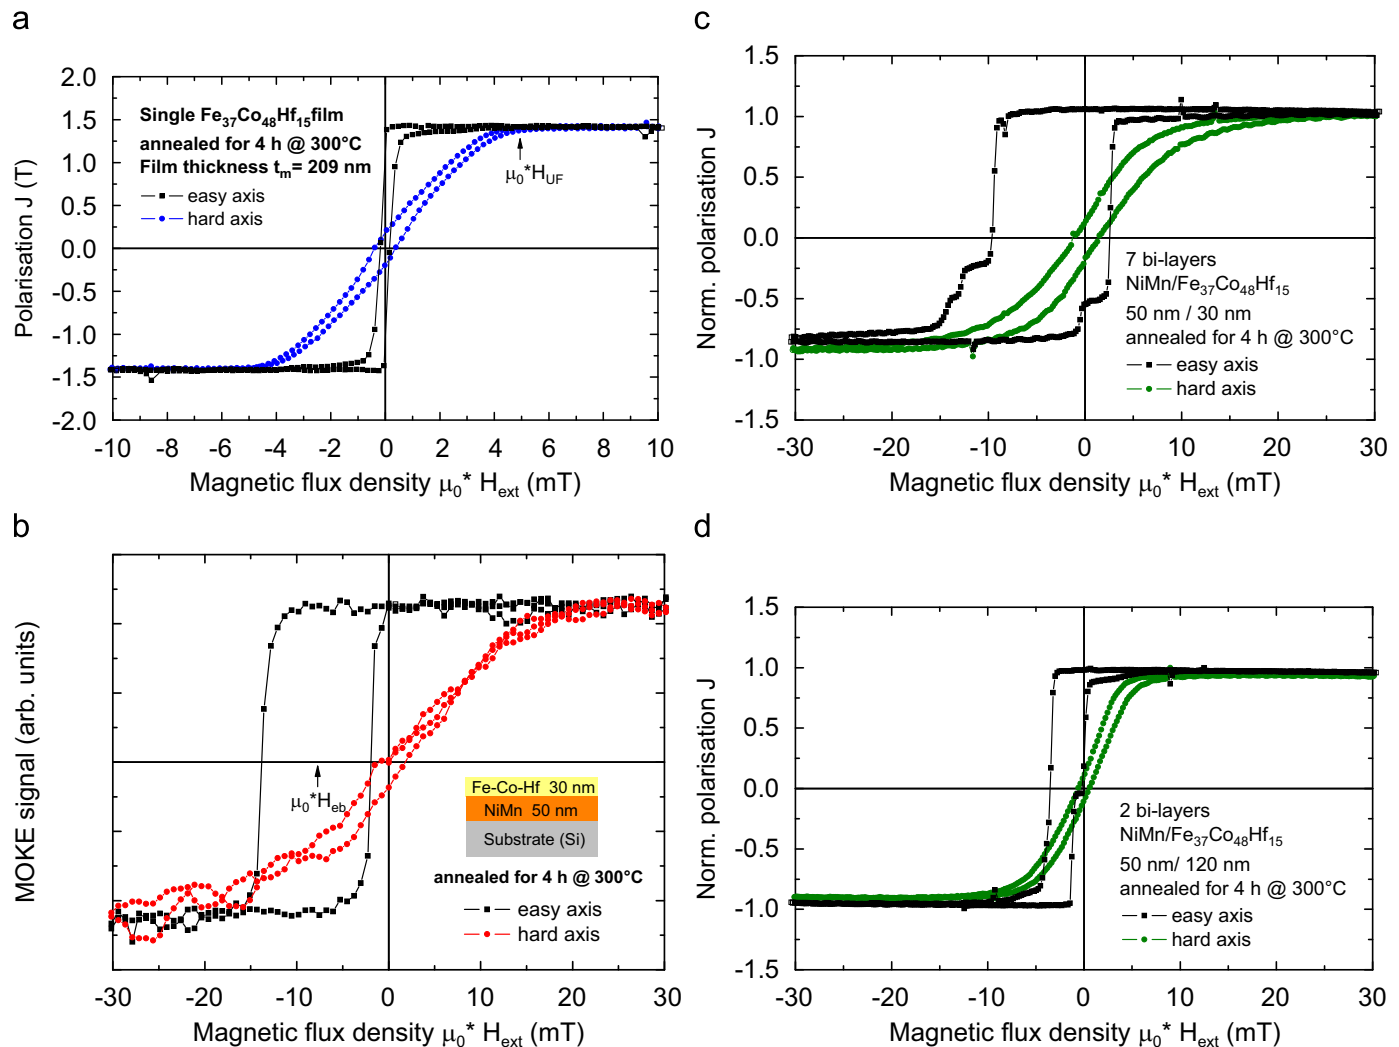 a
2.0
1.5
1.0
0.5
0.0
-0.5
-1.0
-1.5
-2.0
Polarisation J (T)
Single Fe37Co48Hf15film
annealed for 4 h @ 300°C
Film thickness tm= 209 nm
easy axis
hard axis
μ0*HUF
-10 -8 -6 -4 -2 0 2 4 6 8 10
Magnetic flux density μ0* Hext (mT)
b
MOKE signal (arb. units)
μ0*Heb
Fe-Co-Hf 30 nm
NiMn 50 nm
Substrate (Si)
annealed for 4 h @ 300°C
easy axis
hard axis
-30 -20 -10 0 10 20 30
Magnetic flux density μ0* Hext (mT)
c
1.5
1.0
0.5
0.0
-0.5
-1.0
-1.5
Norm. polarisation J
7 bi-layers
NiMn/Fe37Co48Hf15
50 nm / 30 nm
annealed for 4 h @ 300°C
easy axis
hard axis
-30 -20 -10 0 10 20 30
Magnetic flux density μ0* Hext (mT)
d
1.5
1.0
0.5
0.0
-0.5
-1.0
-1.5
Norm. polarisation J
2 bi-layers
NiMn/Fe37Co48Hf15
50 nm/ 120 nm
annealed for 4 h @ 300°C
easy axis
hard axis
-30 -20 -10 0 10 20 30
Magnetic flux density μ0* Hext (mT)